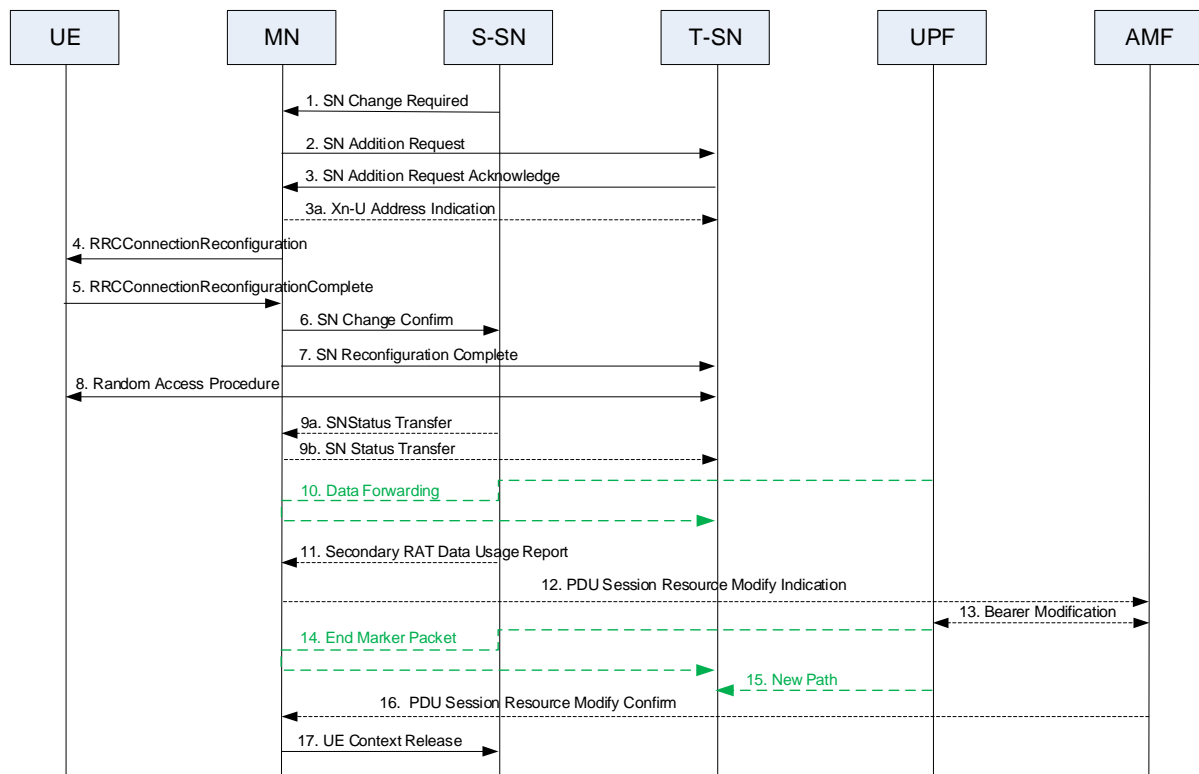 UE MN S-SN T-SN UPF AMF
1. SN Change Required
2. SN Addition Request
3. SN Addition Request Acknowledge
3a. Xn-U Address Indication
4. RRCConnectionReconfiguration
5. RRCConnectionReconfigurationComplete
6. SN Change Confirm
7. SN Reconfiguration Complete
8. Random Access Procedure
9a. SNStatus Transfer
9b. SN Status Transfer
10. Data Forwarding
11. Secondary RAT Data Usage Report
12. PDU Session Resource Modify Indication
13. Bearer Modification
14. End Marker Packet
15. New Path
16. PDU Session Resource Modify Confirm
17. UE Context Release